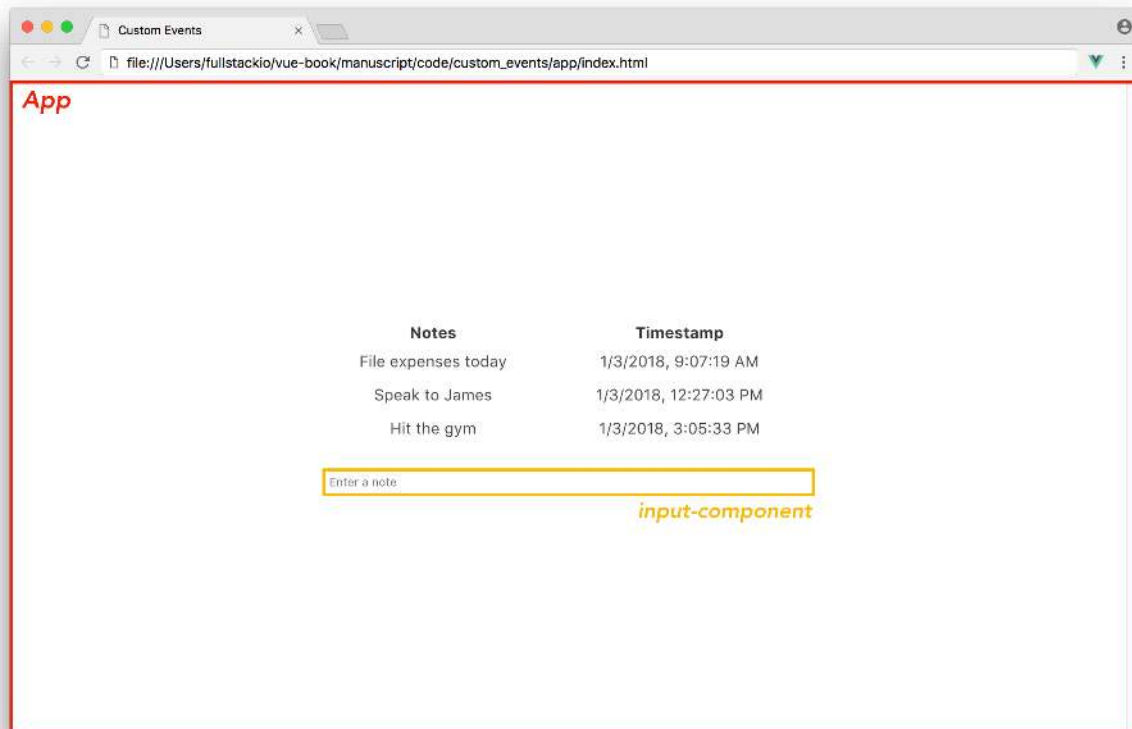 Custom Events
file:///Users/fullstackio/vue-book/manuscript/code/custom_events/app/index.html
App
Notes Timestamp
File expenses today 1/3/2018, 9:07:19 AM
Speak to James 1/3/2018, 12:27:03 PM
Hit the gym 1/3/2018, 3:05:33 PM
Enter a note
input-component